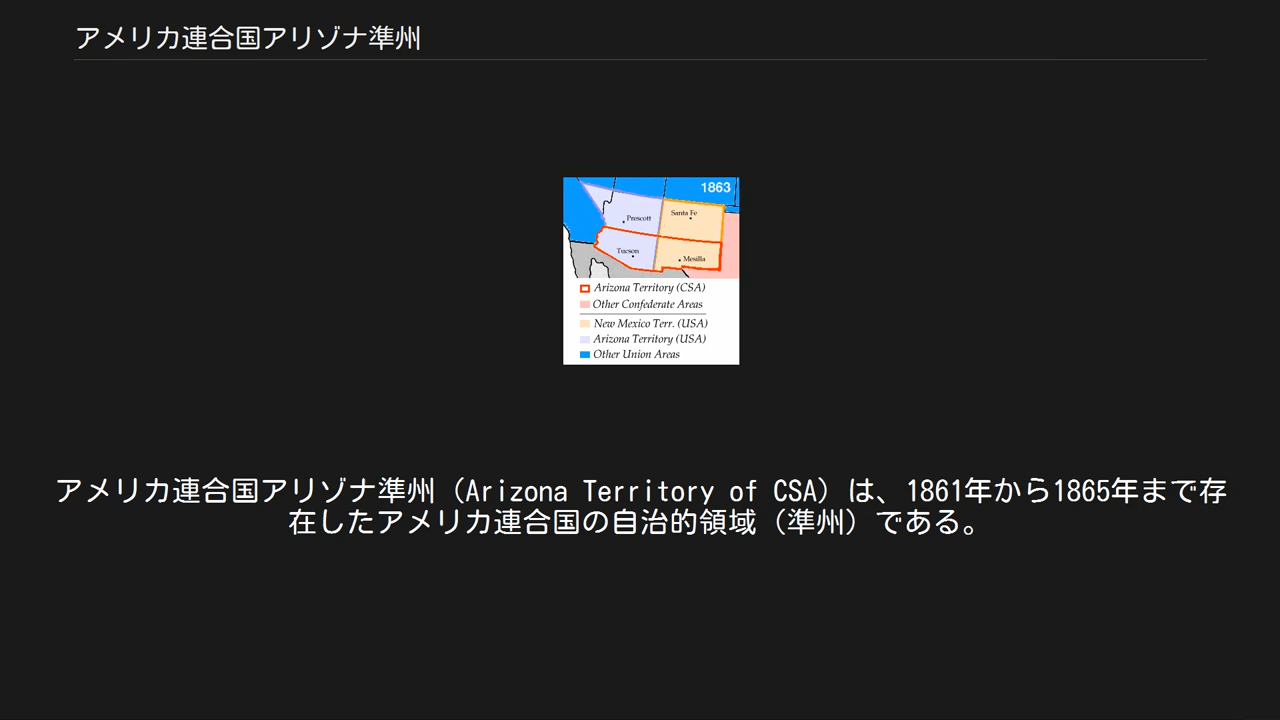 アメリカ連合国アリゾナ準州
1863
Prescott
Santa Fe
Tucson
Mesilla
Arizona Territory (CSA)
Other Confederate Areas
New Mexico Terr. (USA)
Arizona Territory (USA)
Other Union Areas
アメリカ連合国アリゾナ準州（Arizona Territory of CSA）は、1861年から1865年まで存
在したアメリカ連合国の自治的領域（準州）である。